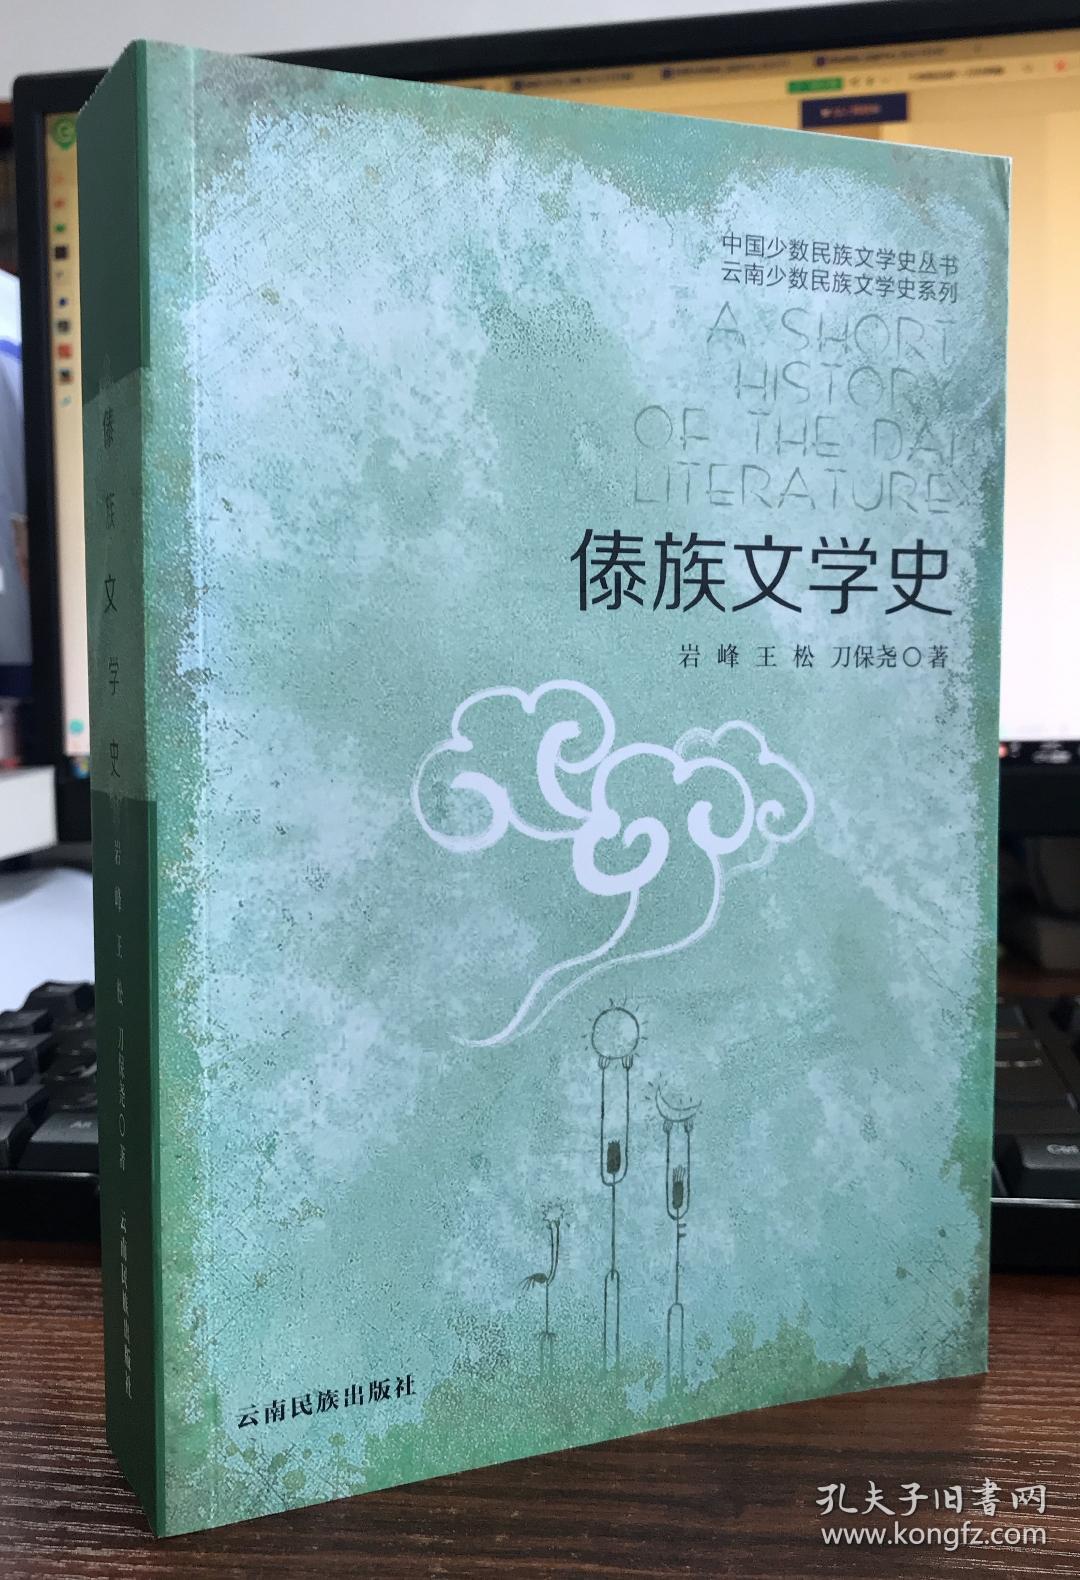 中国少数民族文学史丛书
云南少数民族文学史系列
A SHORT
HISTORY
OF THE DAI
LITERATURE
傣族文学史
岩 峰 王 松 刀保尧〇著
云南民族出版社
傣族文学史
岩峰 王松 刀保尧〇著
云南民族出版社
孔夫子旧书网
www.kongfz.com